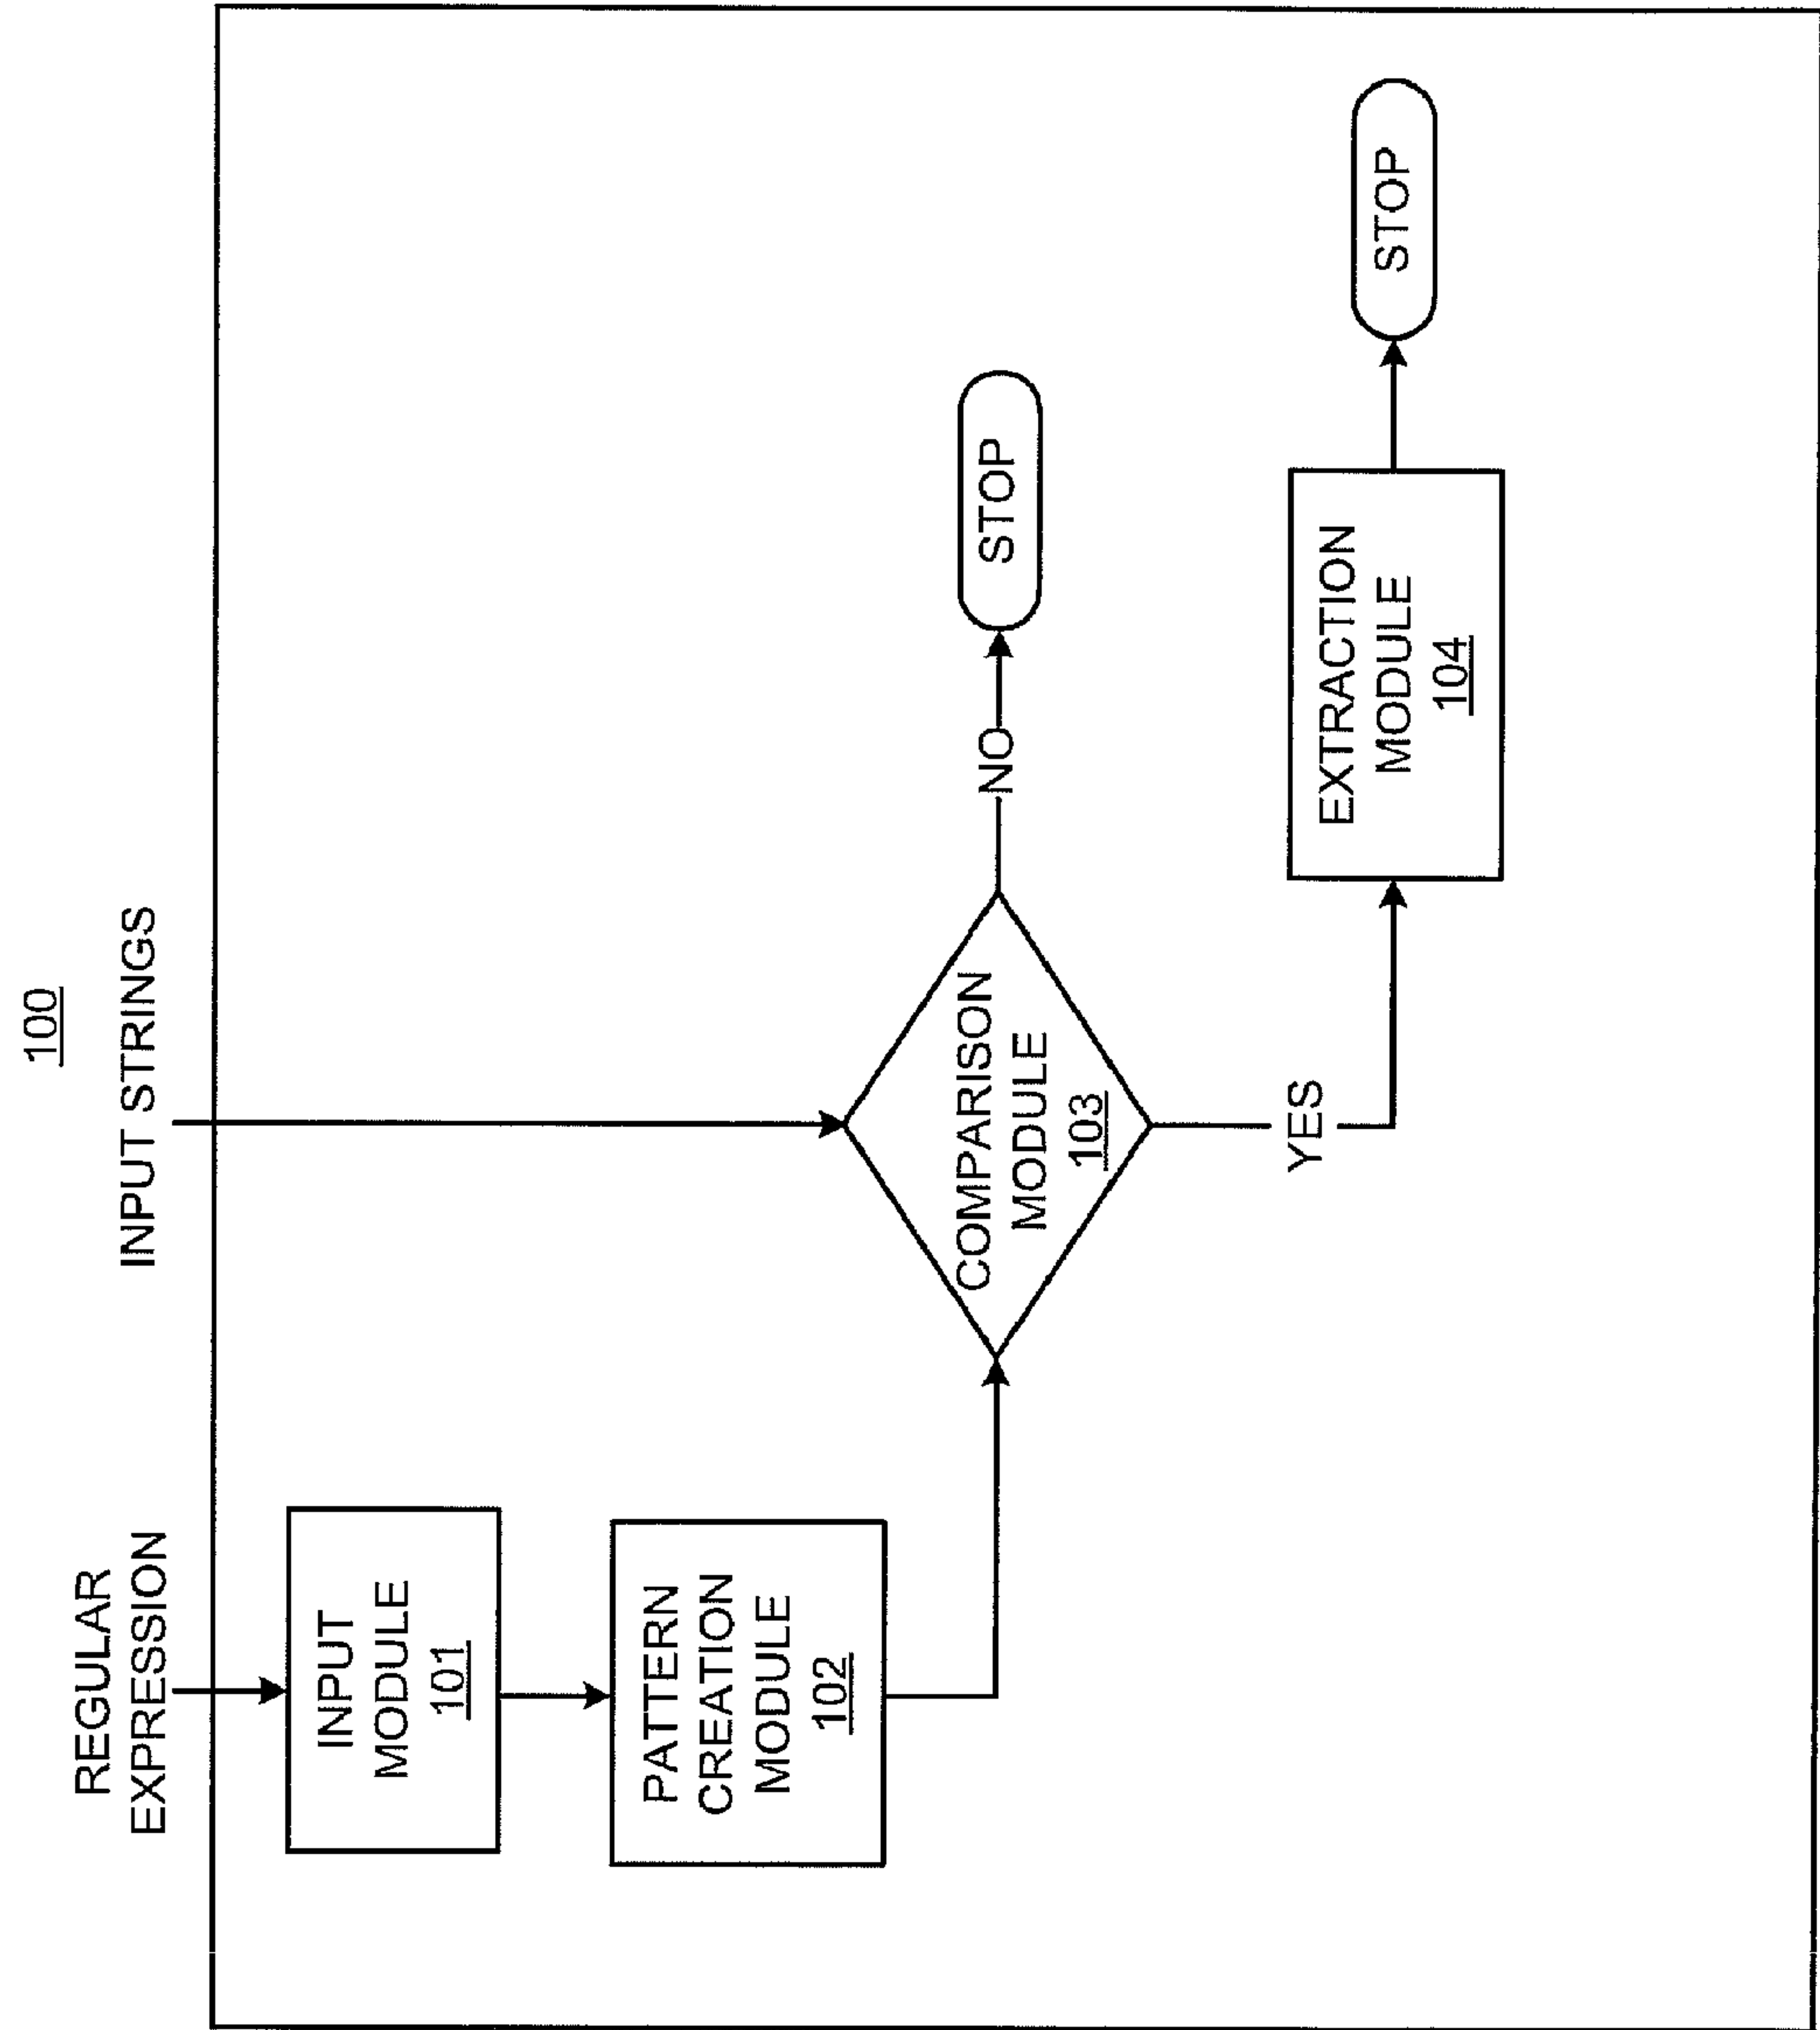 100
REGULAR
EXPRESSION
INPUT STRINGS
INPUT
MODULE
101
PATTERN
CREATION
MODULE
102
COMPARISON
MODULE
103
NO
STOP
YES
EXTRACTION
MODULE
104
STOP